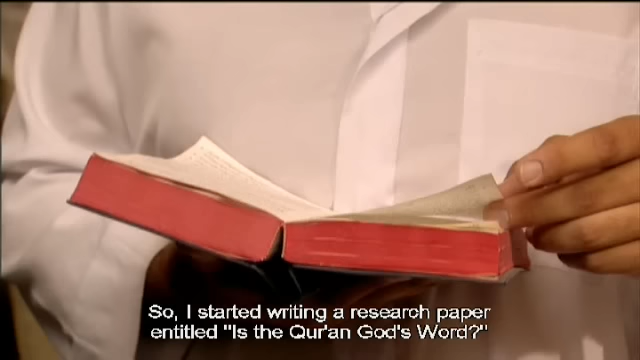 So, I started writing a research paper
entitled "Is the Qur'an God's Word?"